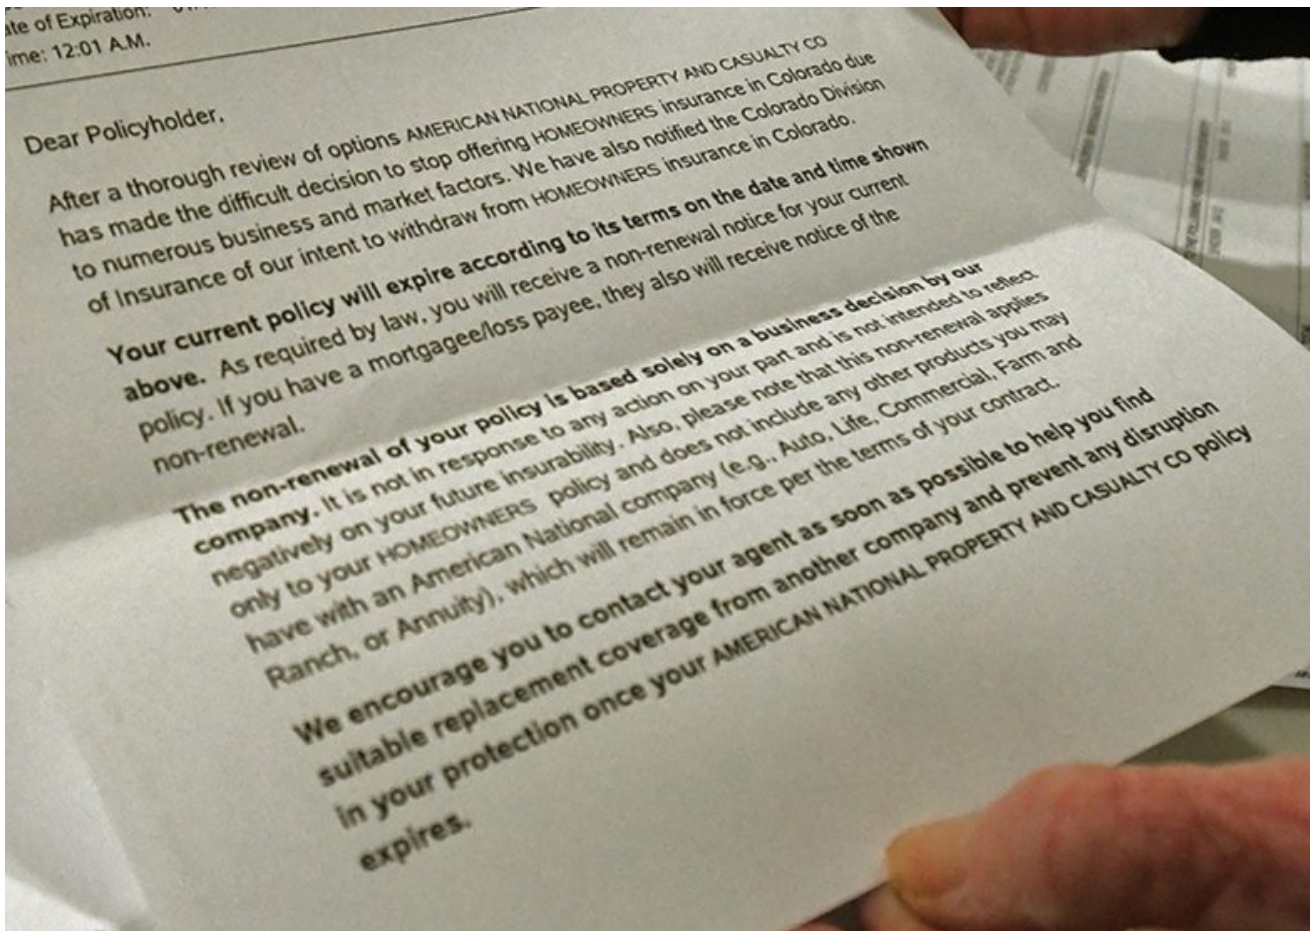 ate of Expiration:
ime: 12:01 A.M.
Dear Policyholder,
After a thorough review of options AMERICAN NATIONAL PROPERTY AND CASUALTY CO
has made the difficult decision to stop offering HOMEOWNERS insurance in Colorado due
to numerous business and market factors. We have also notified the Colorado Division
of Insurance of our intent to withdraw from HOMEOWNERS insurance in Colorado.
Your current policy will expire according to its terms on the date and time shown
above. As required by law, you will receive a non-renewal notice for your current
policy. If you have a mortgagee/loss payee, they also will receive notice of the
non-renewal.
The non-renewal of your policy is based solely on a business decision by our
company. It is not in response to any action on your part and is not intended to reflect
negatively on your future insurability. Also, please note that this non-renewal applies
only to your HOMEOWNERS policy and does not include any other products you may
have with an American National company (e.g., Auto, Life, Commercial, Farm and
Ranch, or Annuity), which will remain in force per the terms of your contract.
We encourage you to contact your agent as soon as possible to help you find
suitable replacement coverage from another company and prevent any disruption
in your protection once your AMERICAN NATIONAL PROPERTY AND CASUALTY CO policy
expires.